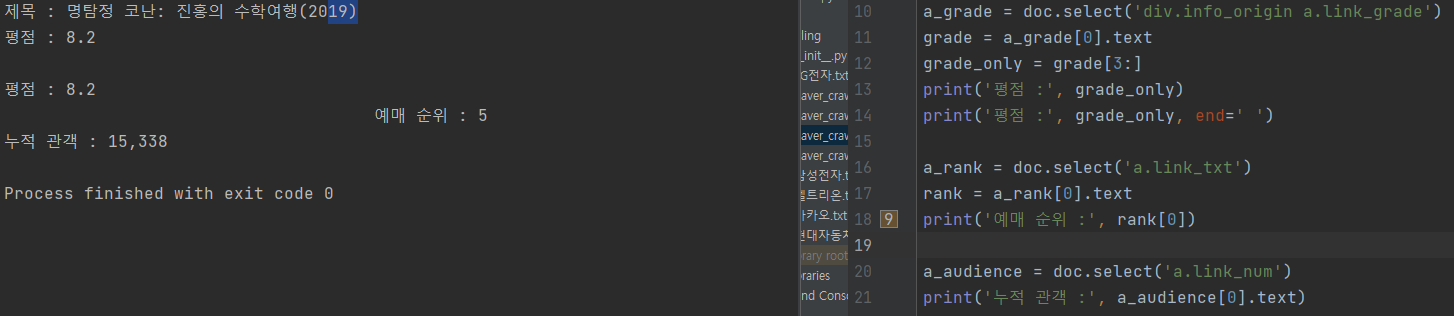 제목 : 명탐정 코난: 진홍의 수학여행(2019)
평점 : 8.2
평점 : 8.2
예매 순위 : 5
누적 관객 : 15,338
Process finished with exit code 0
ling
_init__.py
G전자.txt
aver_craw
aver_craw
aver_craw
aver_craw
삼성전자.t
셀트리온.t
카카오.txt
현대자동차
brary root
braries
nd Conso
10 a_grade = doc.select('div.info_origin a.link_grade')
11 grade = a_grade[0].text
12 grade_only = grade[3:]
13 print('평점 :', grade_only)
14 print('평점 :', grade_only, end=' ')
15
16 a_rank = doc.select('a.link_txt')
17 rank = a_rank[0].text
18 9 print('예매 순위 :', rank[0])
19
20 a_audience = doc.select('a.link_num')
21 print('누적 관객 :', a_audience[0].text)